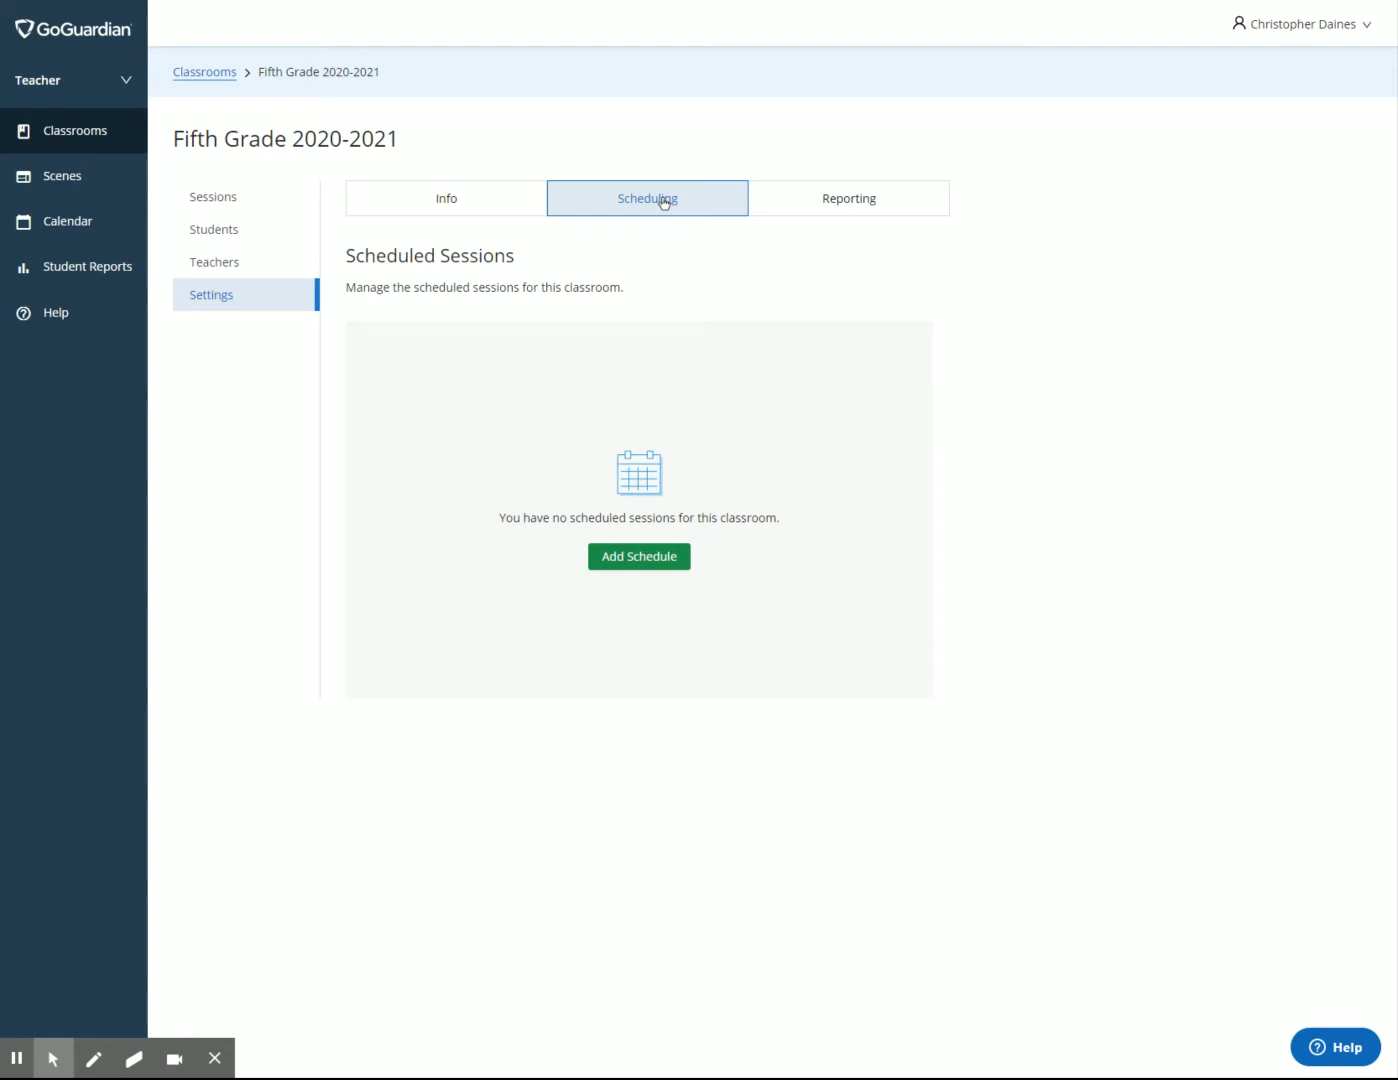 GoGuardian
Christopher Daines
Teacher
Classrooms
Scenes
Calendar
Student Reports
Help
Classrooms > Fifth Grade 2020-2021
Fifth Grade 2020-2021
Sessions
Students
Teachers
Settings
Info
Scheduling
Reporting
Scheduled Sessions
Manage the scheduled sessions for this classroom.
You have no scheduled sessions for this classroom.
Add Schedule
Help